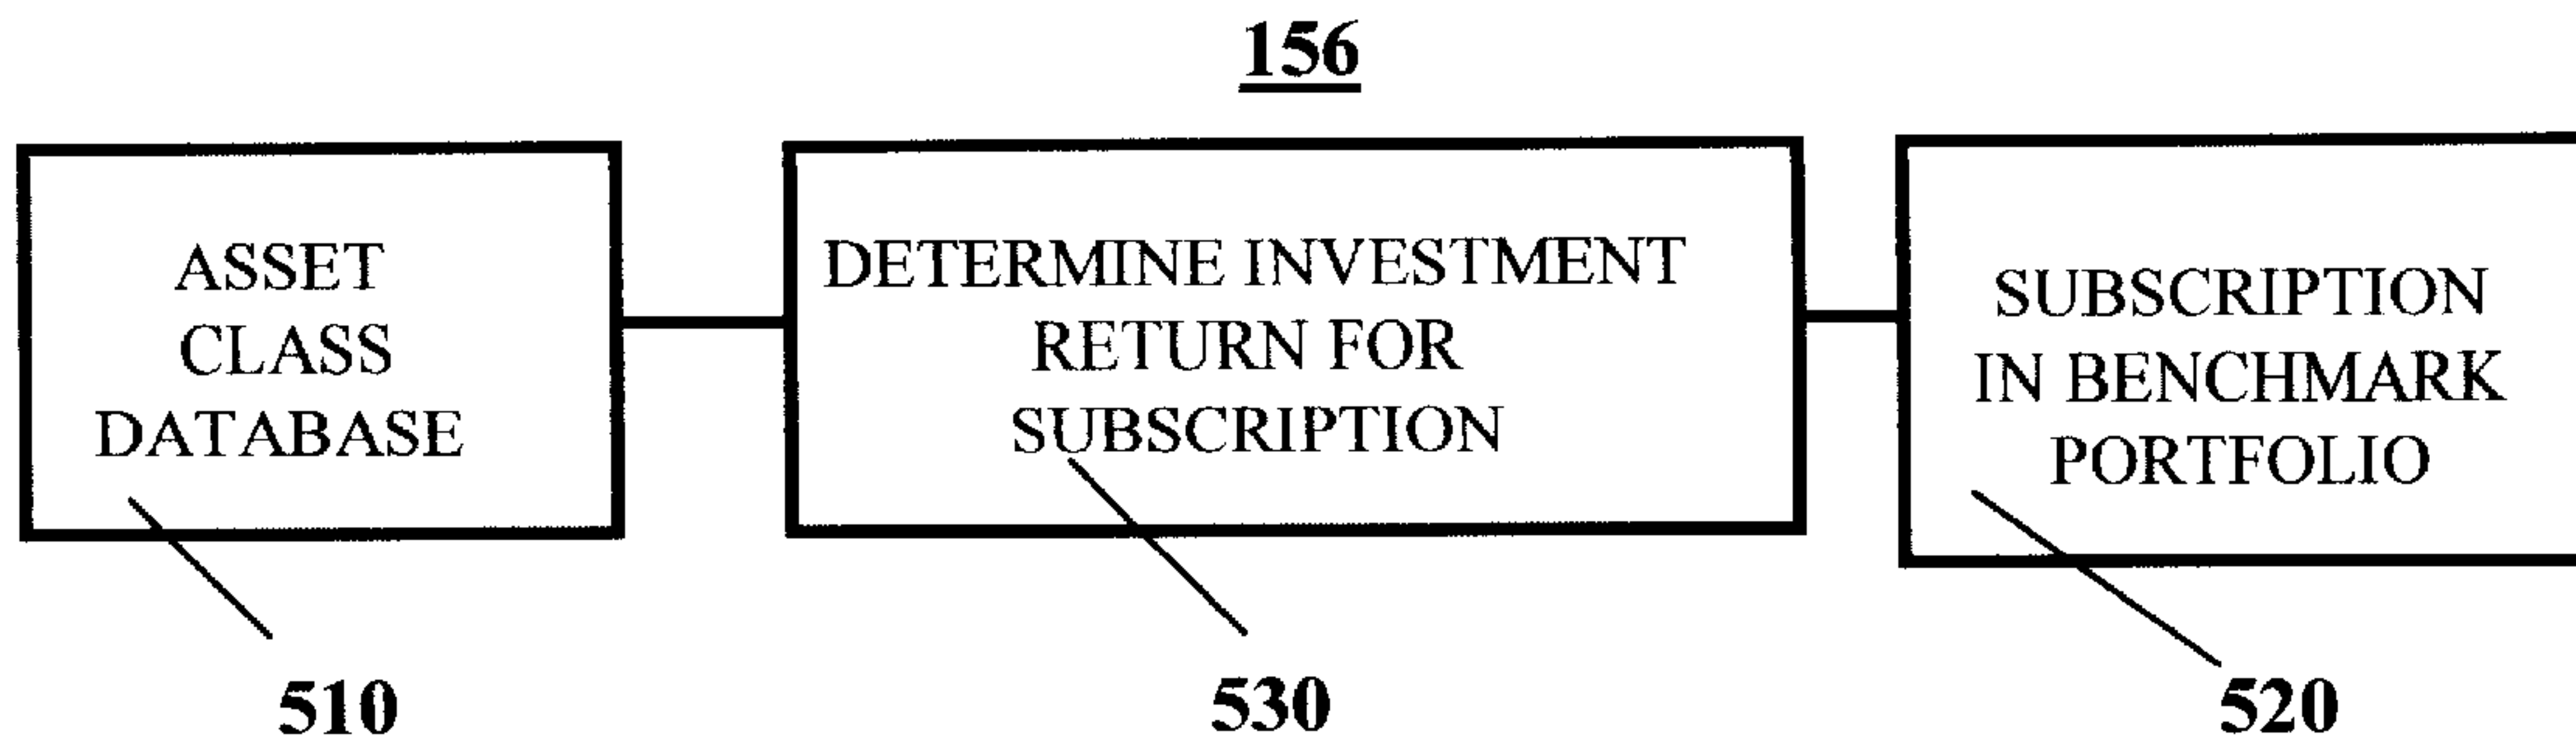 156
ASSET
CLASS
DATABASE
DETERMINE INVESTMENT
RETURN FOR
SUBSCRIPTION
SUBSCRIPTION
IN BENCHMARK
PORTFOLIO
510
530
520